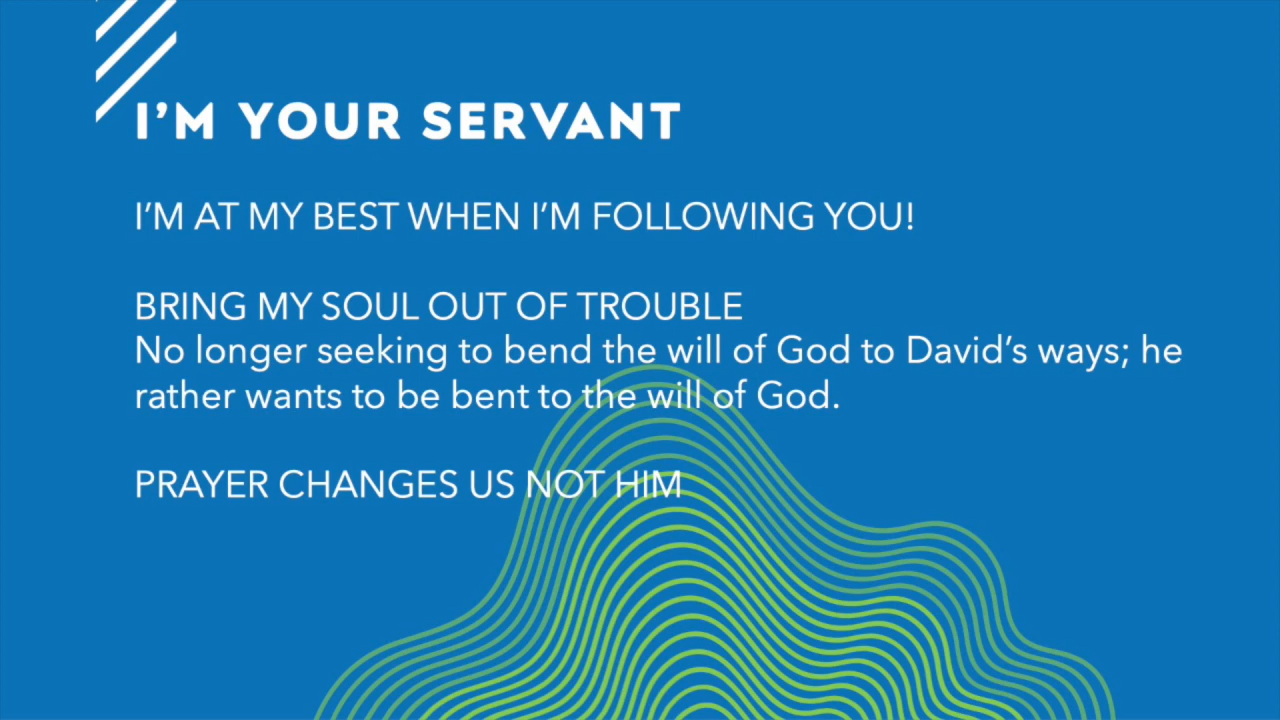 I’M YOUR SERVANT
I’M AT MY BEST WHEN I’M FOLLOWING YOU!
BRING MY SOUL OUT OF TROUBLE
No longer seeking to bend the will of God to David’s ways; he
rather wants to be bent to the will of God.
PRAYER CHANGES US NOT HIM